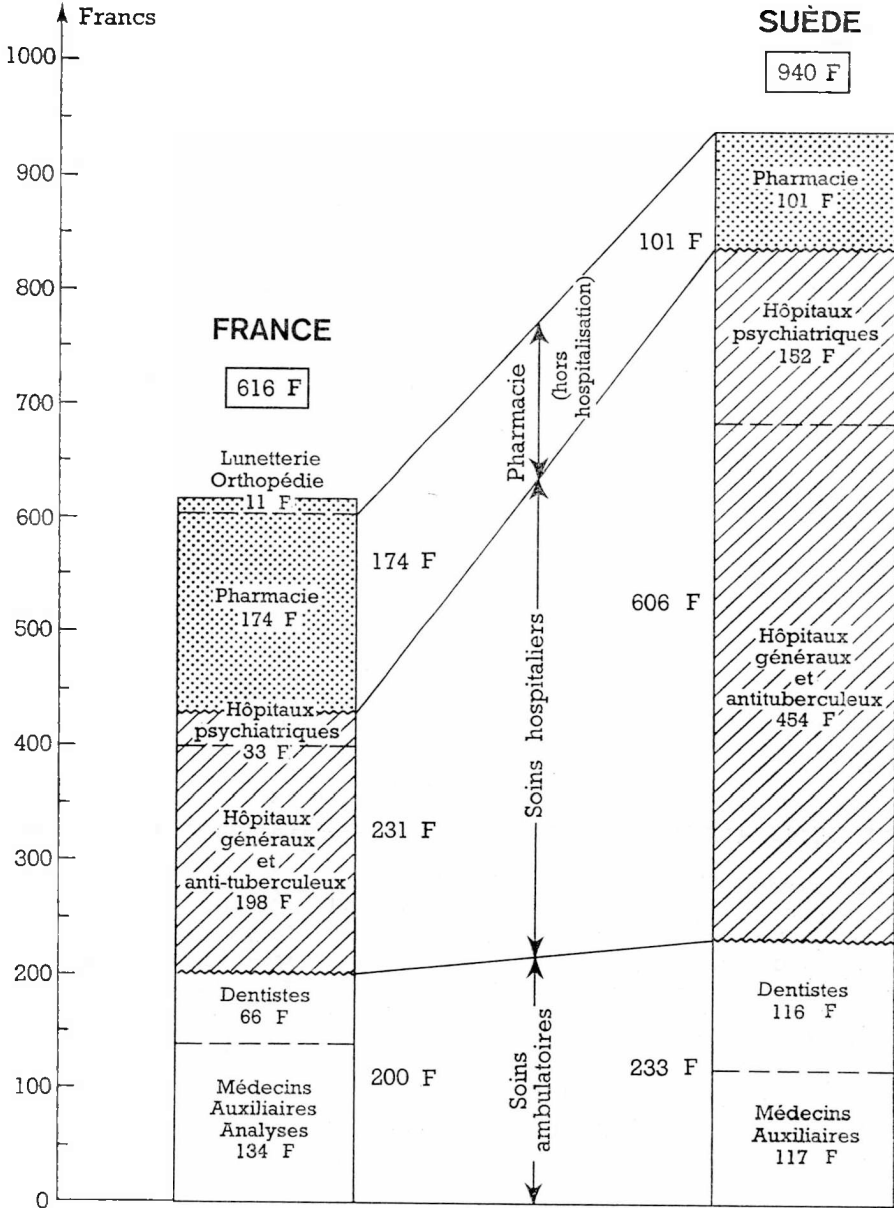 Francs
1000
900
800
700
600
500
400
300
200
100
0
FRANCE
616 F
Lunetterie
Orthopédie
11 F
Pharmacie
174 F
Hôpitaux
psychiatriques
33 F
Hôpitaux
généraux
et
anti-tuberculeux
198 F
Dentistes
66 F
Médecins
Auxiliaires
Analyses
134 F
174 F
231 F
200 F
Pharmacie
(hors
hospitalisation)
Soins hospitaliers
Soins
ambulatoires
101 F
606 F
233 F
SUÈDE
940 F
Pharmacie
101 F
Hôpitaux
psychiatriques
152 F
Hôpitaux
généraux
et
antituberculeux
454 F
Dentistes
116 F
Médecins
Auxiliaires
117 F